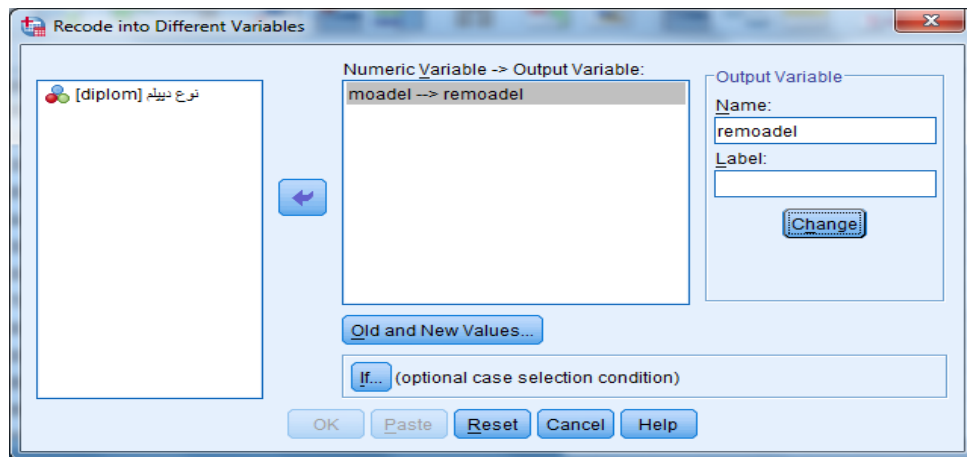 Recode into Different Variables
نوع دیپلم [diplom]
Numeric Variable -> Output Variable:
moadel --> remoadel
Output Variable
Name:
remoadel
Label:
Change
Old and New Values...
If... (optional case selection condition)
OK Paste Reset Cancel Help